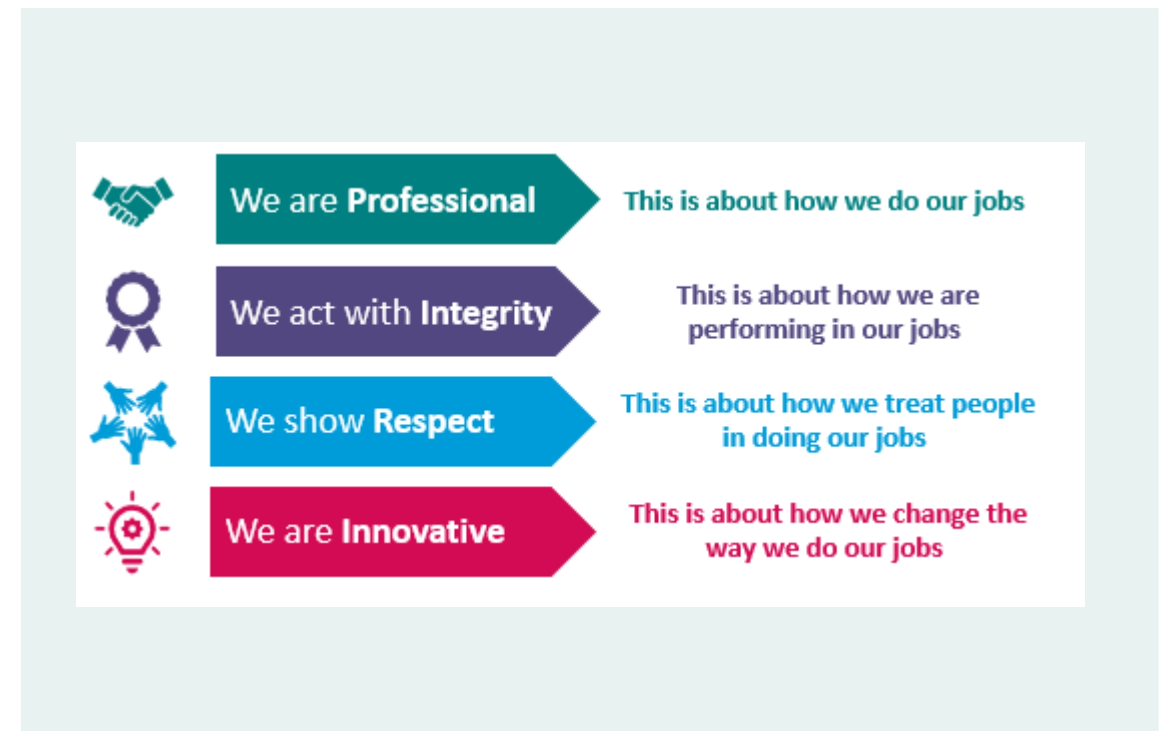 We are Professional
This is about how we do our jobs
We act with Integrity
This is about how we are
performing in our jobs
We show Respect
This is about how we treat people
in doing our jobs
We are Innovative
This is about how we change the
way we do our jobs